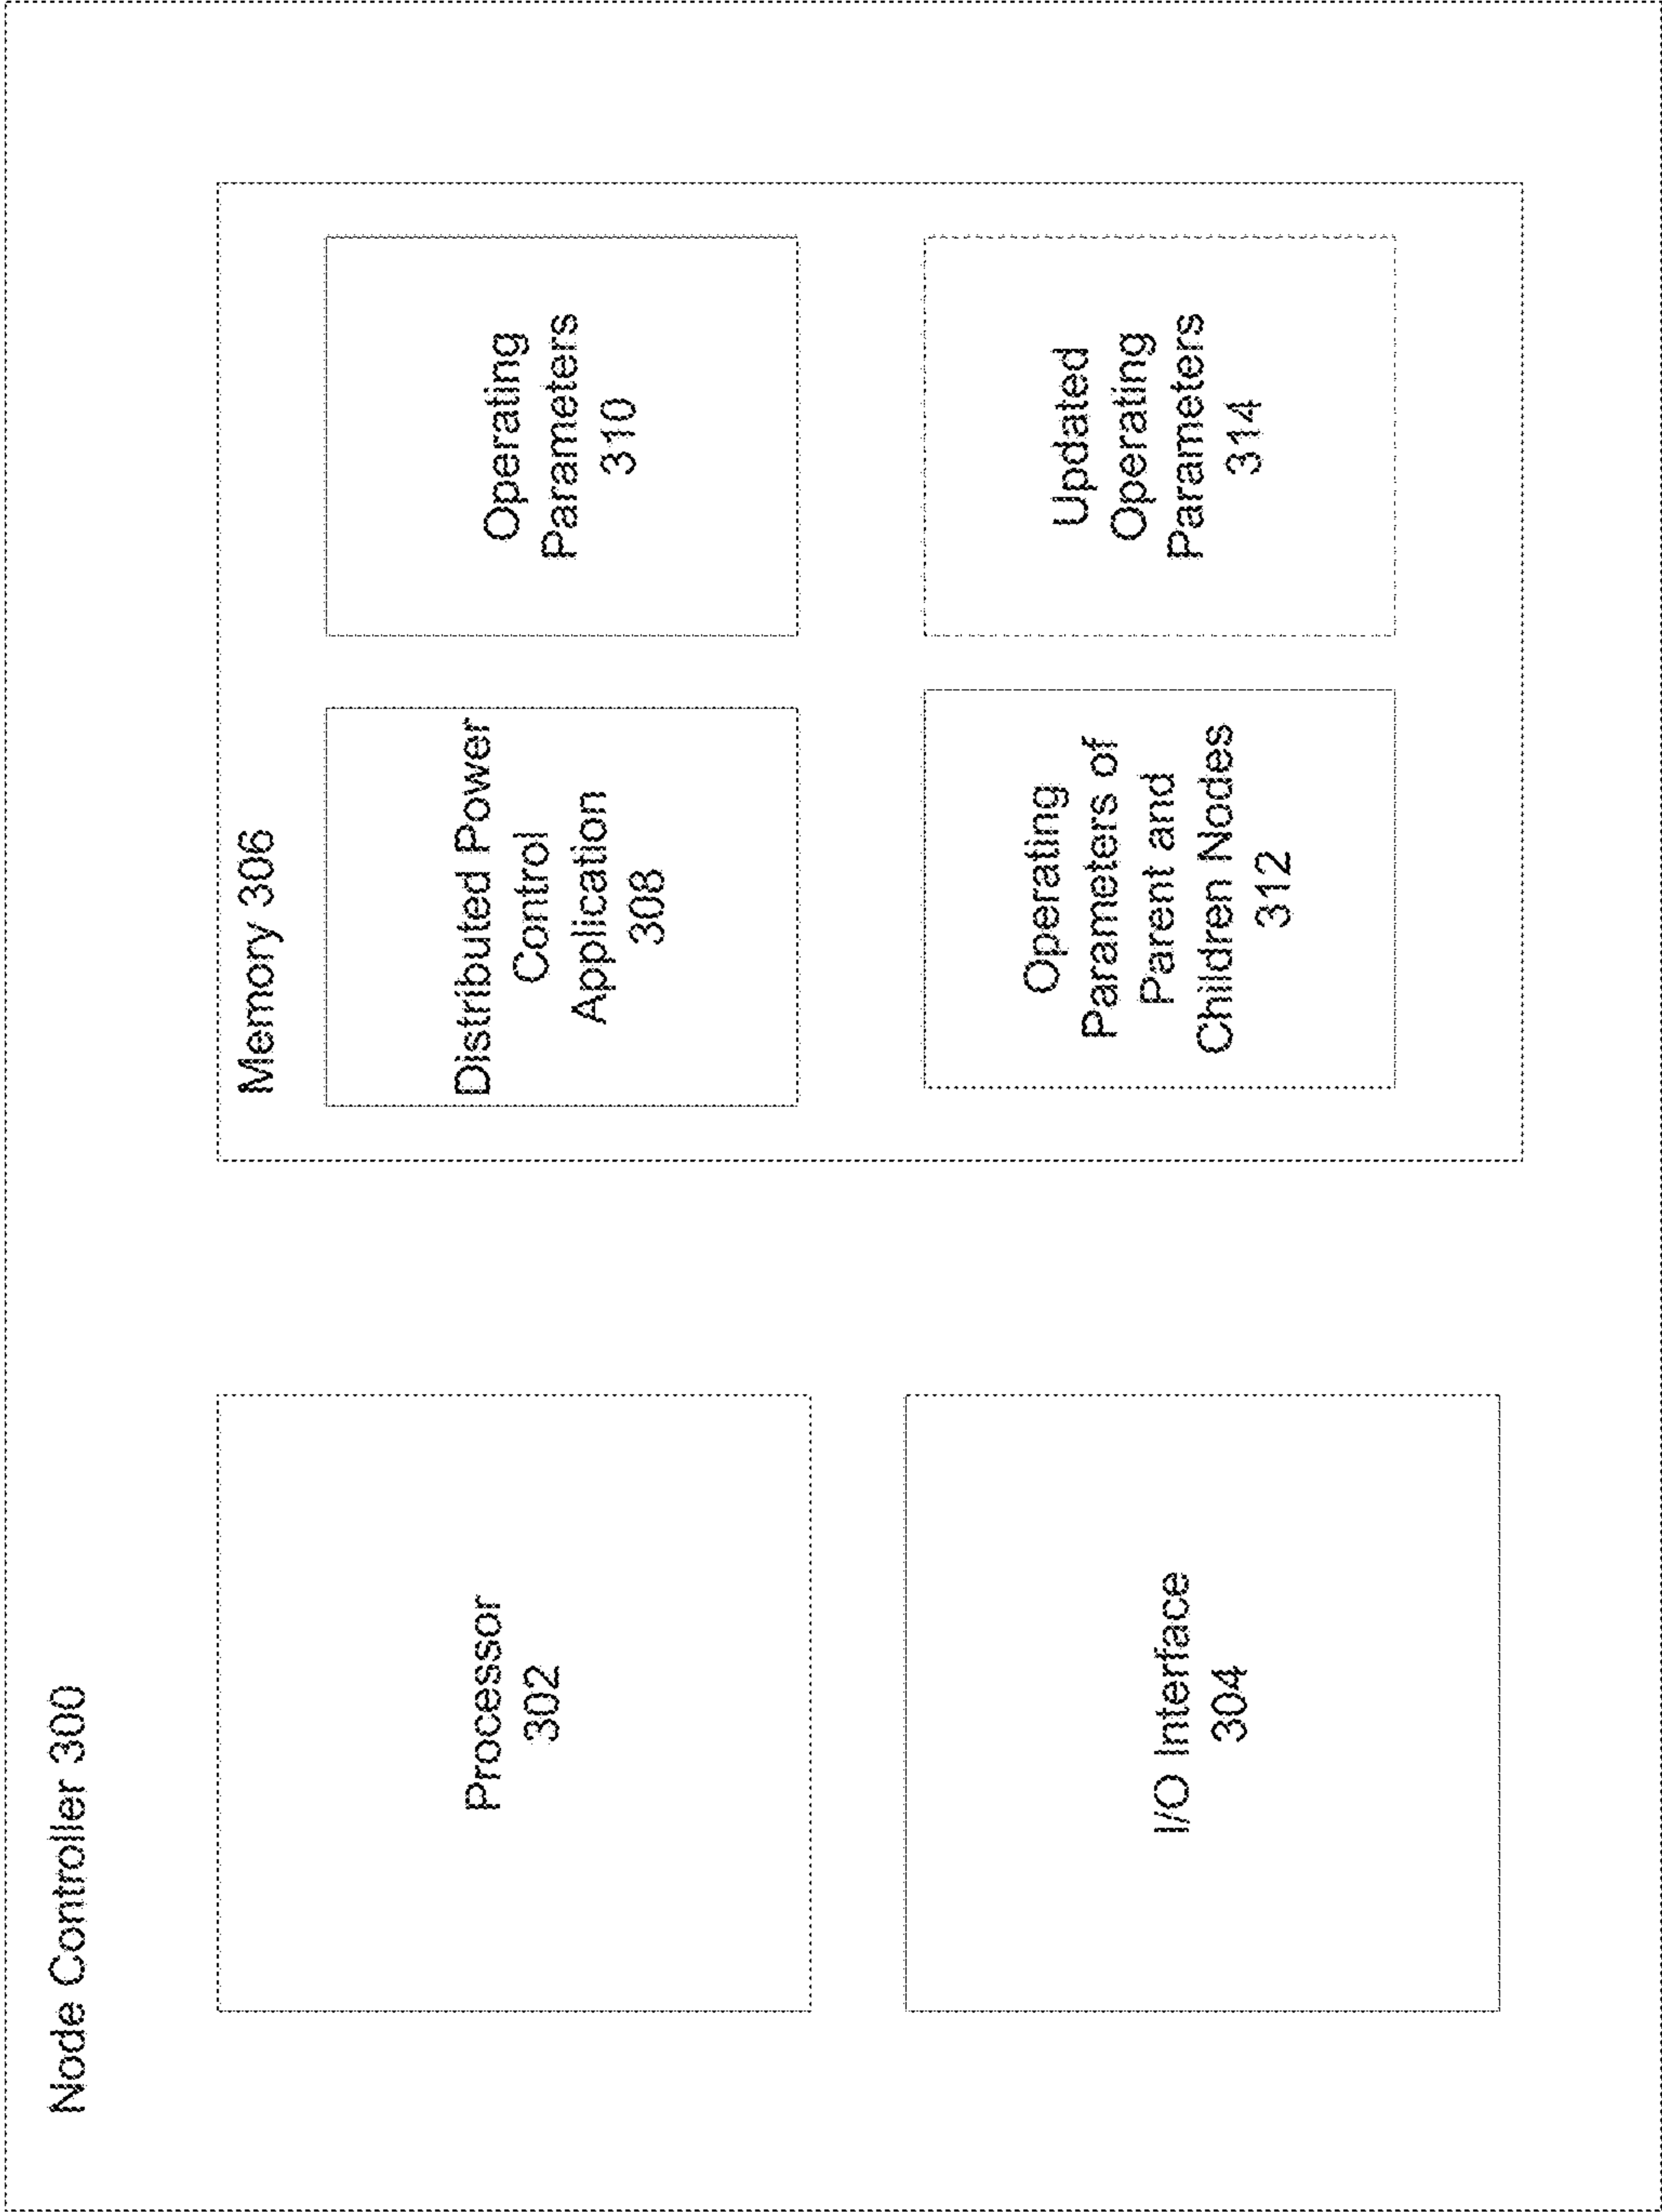 Node Controller 300
Processor
302
I/O Interface
304
Memory 306
Distributed Power
Control
Application
308
Operating
Parameters
310
Operating
Parameters of
Parent and
Children Nodes
312
Updated
Operating
Parameters
314